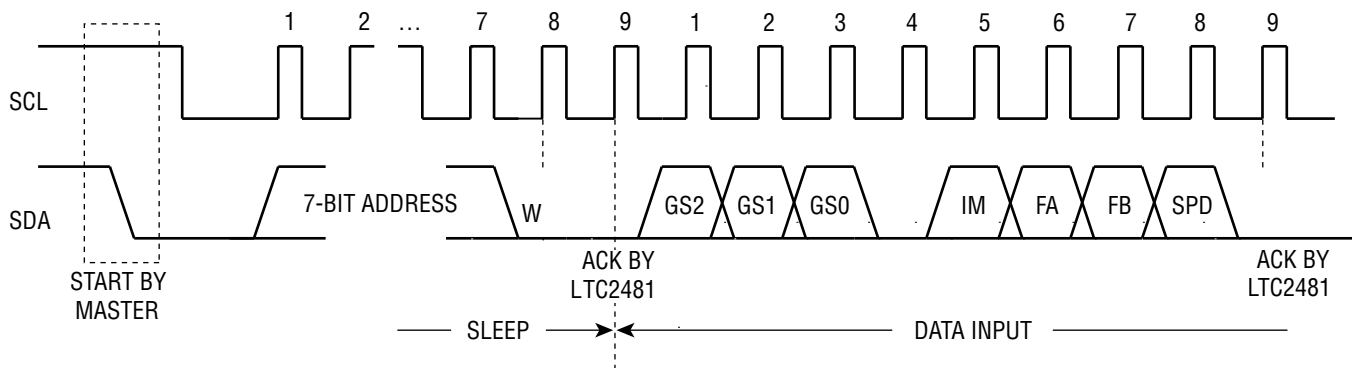 1 2 … 7 8 9 1 2 3 4 5 6 7 8 9
SCL
SDA
7-BIT ADDRESS
W
GS2 GS1 GS0 IM FA FB SPD
START BY
MASTER
ACK BY
LTC2481
ACK BY
LTC2481
SLEEP
DATA INPUT